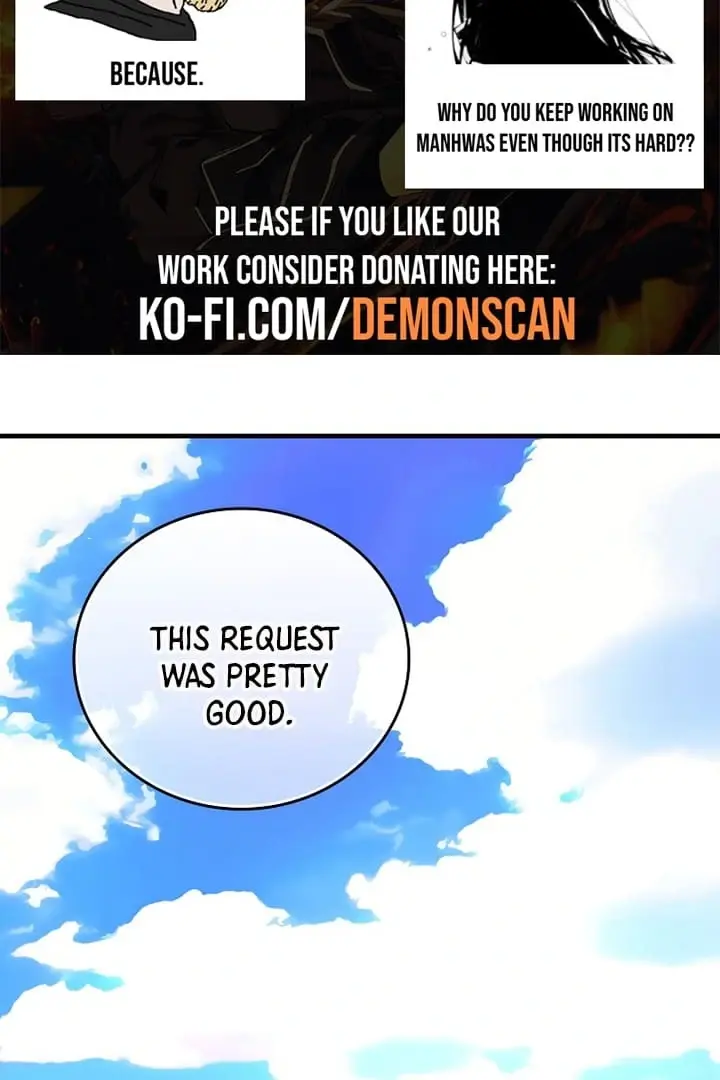 BECAUSE.
WHY DO YOU KEEP WORKING ON
MANHWAS EVEN THOUGH ITS HARD??
PLEASE IF YOU LIKE OUR
WORK CONSIDER DONATING HERE:
KO-FI.COM/DEMONSCAN
THIS REQUEST
WAS PRETTY
GOOD.